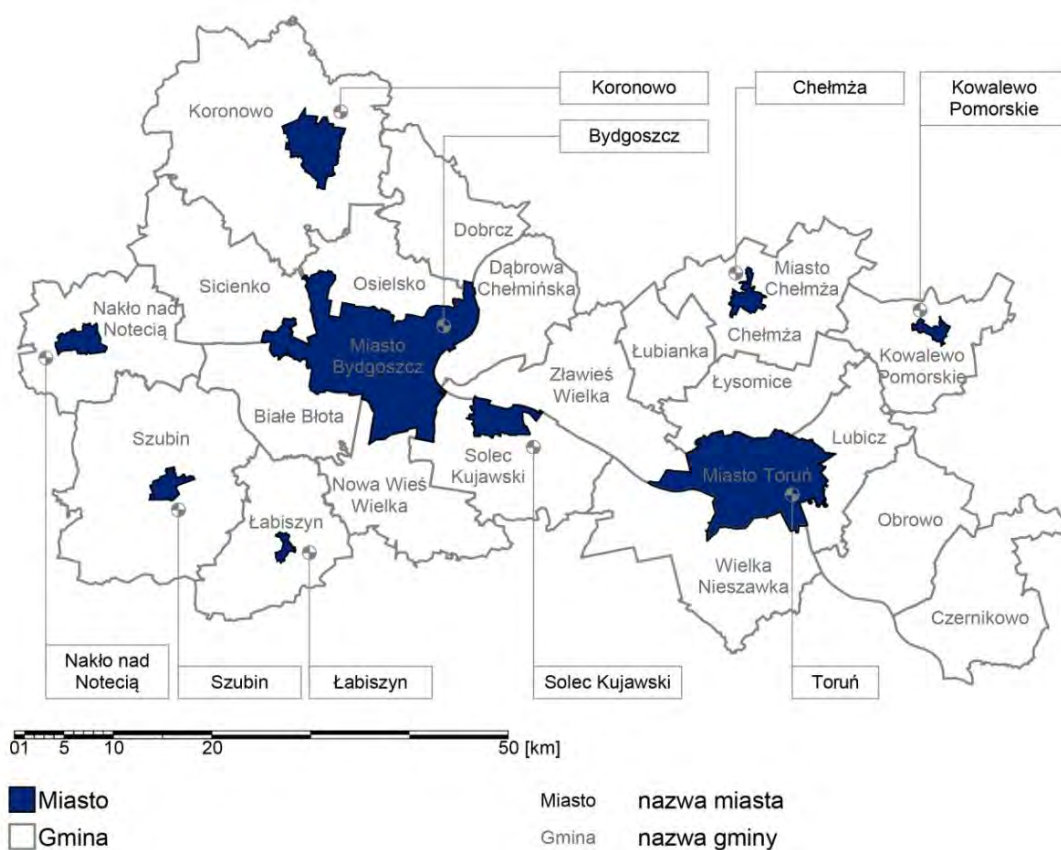 Koronowo
Chełmża
Kowalewo
Pomorskie
Koronowo
Bydgoszcz
Dobrcz
Dąbrowa
Chełmińska
Miasto
Chełmża
Sicienko
Osielsko
Nakło nad
Notecią
Chełmża
Miasto
Bydgoszcz
Łubianka
Kowalewo
Pomorskie
Zławieś
Wielka
Łysomice
Białe Błota
Szubin
Lubicz
Solec
Kujawski
Miasto Toruń
Nowa Wieś
Wielka
Łabiszyn
Obrowo
Wielka
Nieszawka
Czernikowo
Nakło nad
Notecią
Szubin
Łabiszyn
Solec Kujawski
Toruń
01 5 10 20 50 [km]
Miasto
Miasto nazwa miasta
Gmina
Gmina nazwa gminy